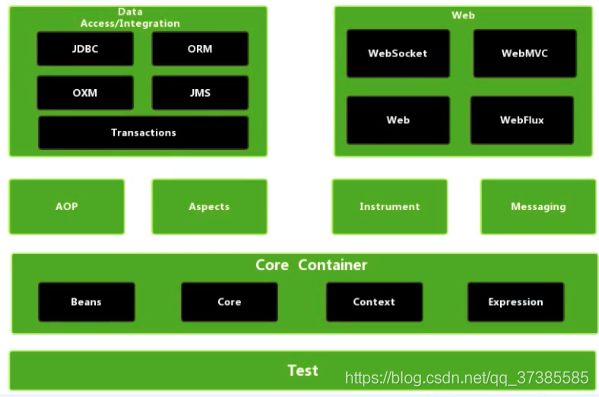 Data
Access/Integration
JDBC
ORM
OXM
JMS
Transactions
Web
WebSocket
WebMVC
Web
WebFlux
AOP
Aspects
Instrument
Messaging
Core Container
Beans
Core
Context
Expression
Test
https://blog.csdn.net/qq_37385585